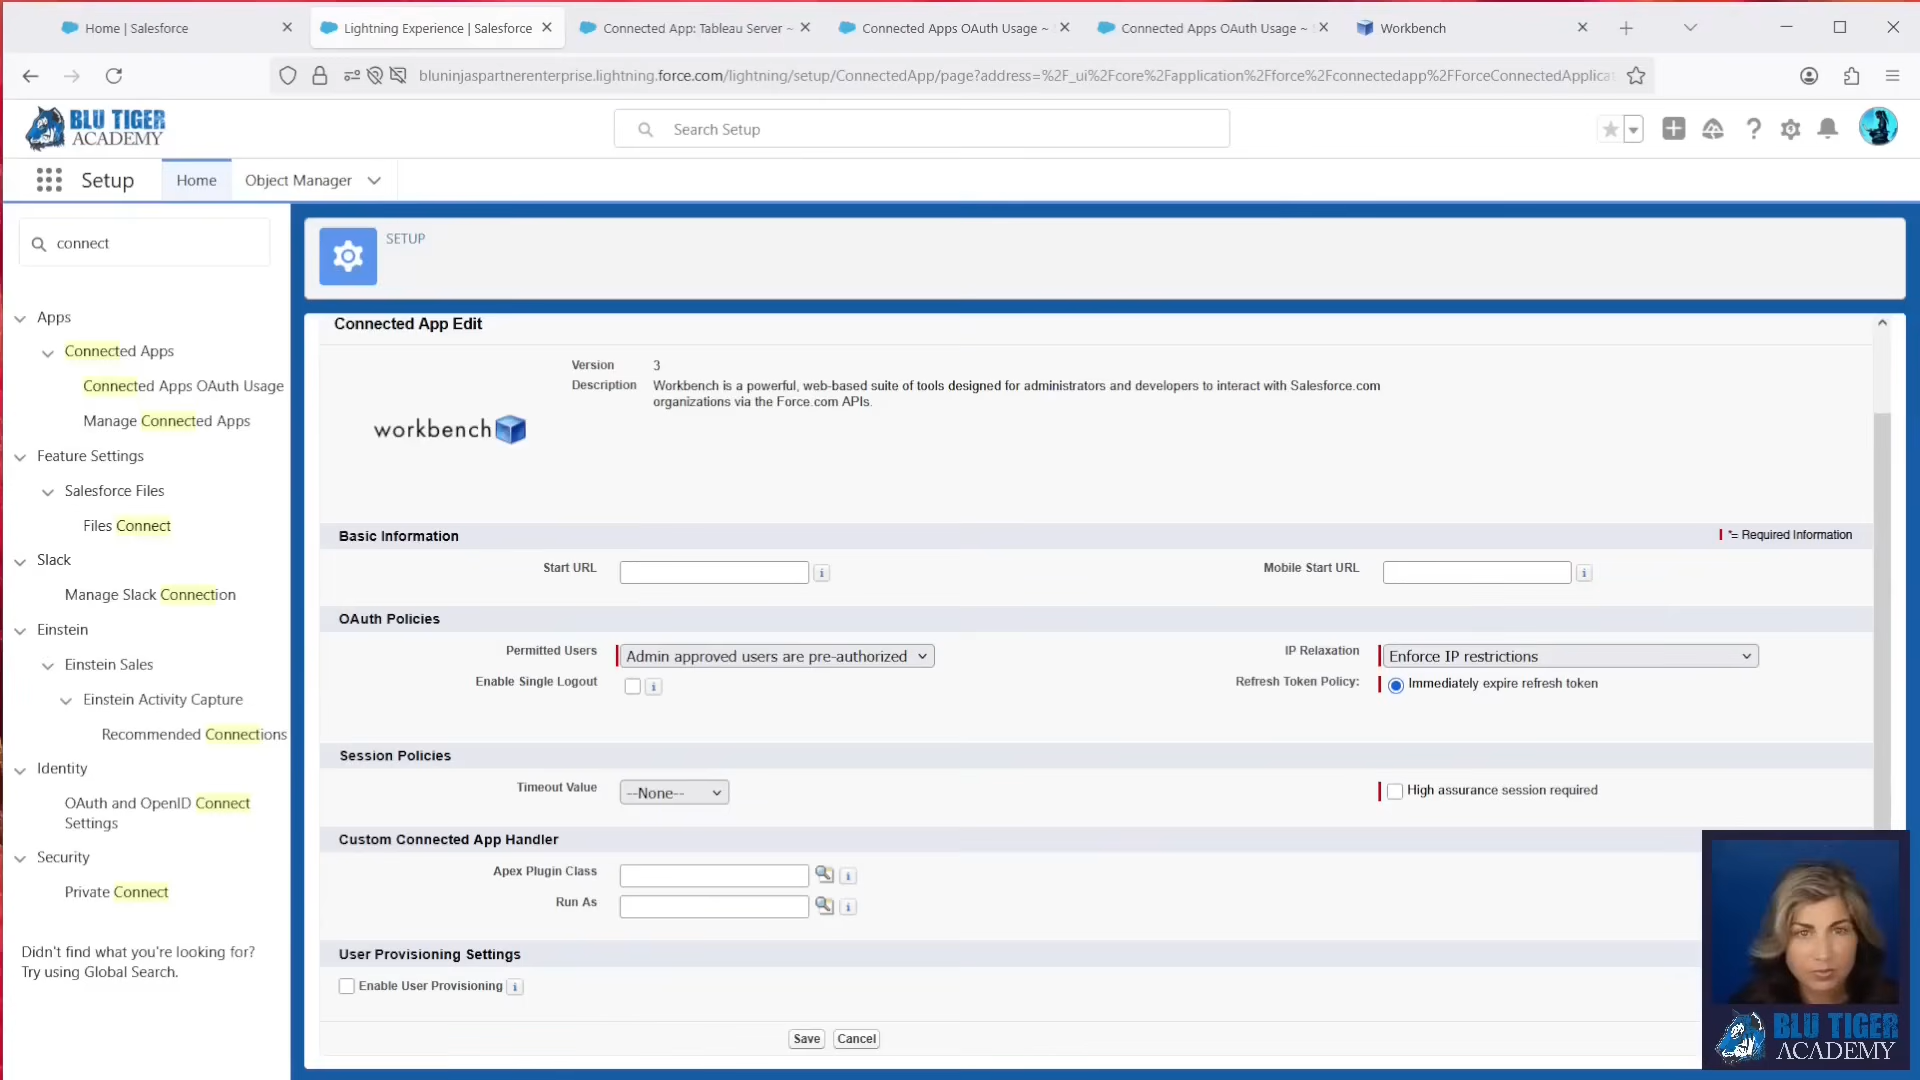 Home | Salesforce
Lightning Experience | Salesforce
Connected App: Tableau Server ~
Connected Apps OAuth Usage ~
Connected Apps OAuth Usage ~
Workbench
bluninjaspartnerenterprise.lightning.force.com/lightning/setup/ConnectedApp/page?address=%2F_ui%2Fcore%2Fapplication%2Fforce%2Fconnectedapp%2FForceConnectedApplicat
BLU TIGER
ACADEMY
Search Setup
Setup
Home
Object Manager
connect
SETUP
Apps
Connected Apps
Connected Apps OAuth Usage
Manage Connected Apps
Feature Settings
Salesforce Files
Files Connect
Slack
Manage Slack Connection
Einstein
Einstein Sales
Einstein Activity Capture
Recommended Connections
Identity
OAuth and OpenID Connect
Settings
Security
Private Connect
Didn't find what you're looking for?
Try using Global Search.
Connected App Edit
Version 3
Description Workbench is a powerful, web-based suite of tools designed for administrators and developers to interact with Salesforce.com
organizations via the Force.com APIs.
workbench
Basic Information
*= Required Information
Start URL
Mobile Start URL
OAuth Policies
Permitted Users Admin approved users are pre-authorized
IP Relaxation Enforce IP restrictions
Enable Single Logout
Refresh Token Policy: Immediately expire refresh token
Session Policies
Timeout Value --None--
High assurance session required
Custom Connected App Handler
Apex Plugin Class
Run As
User Provisioning Settings
Enable User Provisioning
Save Cancel
BLU TIGER
ACADEMY